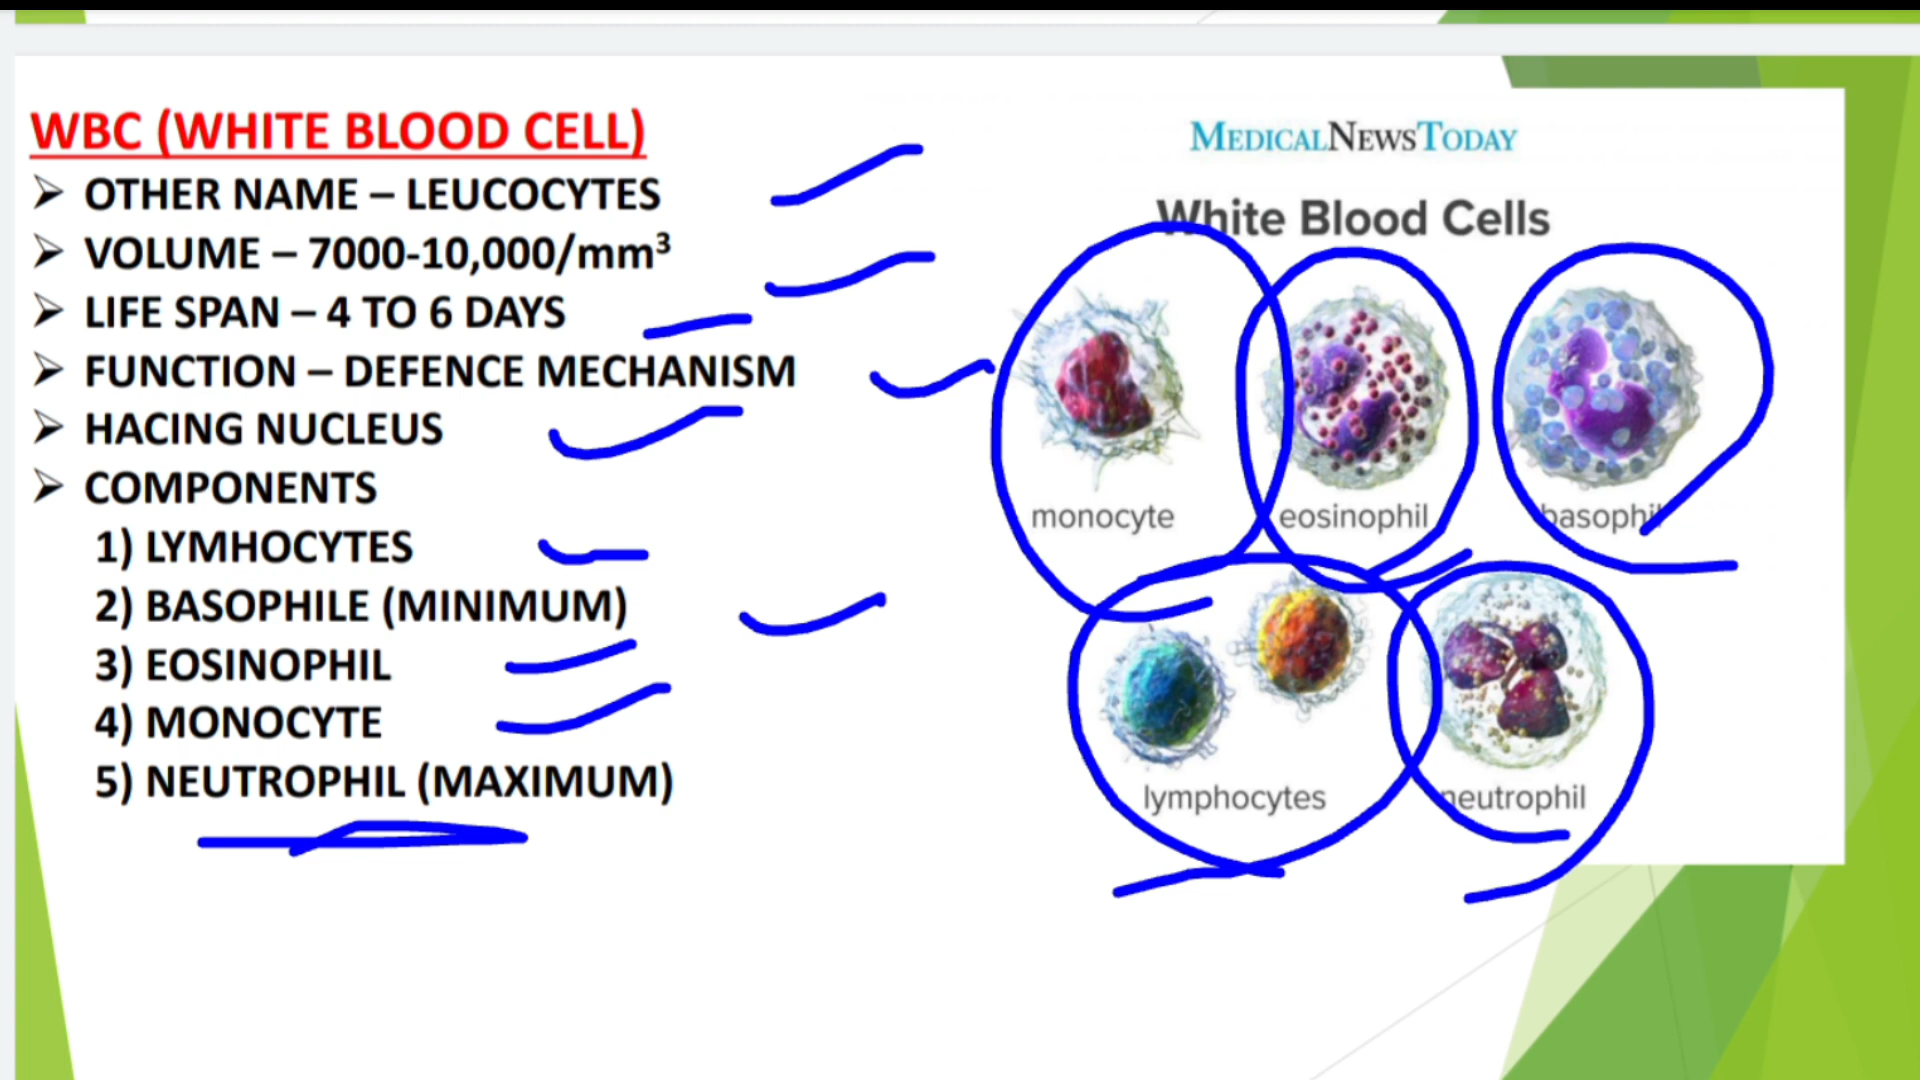 WBC (WHITE BLOOD CELL)
➢ OTHER NAME – LEUCOCYTES
➢ VOLUME – 7000-10,000/mm³
➢ LIFE SPAN – 4 TO 6 DAYS
➢ FUNCTION – DEFENCE MECHANISM
➢ HACING NUCLEUS
➢ COMPONENTS
1) LYMHOCYTES
2) BASOPHILE (MINIMUM)
3) EOSINOPHIL
4) MONOCYTE
5) NEUTROPHIL (MAXIMUM)
MEDICALNEWSTODAY
White Blood Cells
monocyte
eosinophil
basophil
lymphocytes
neutrophil